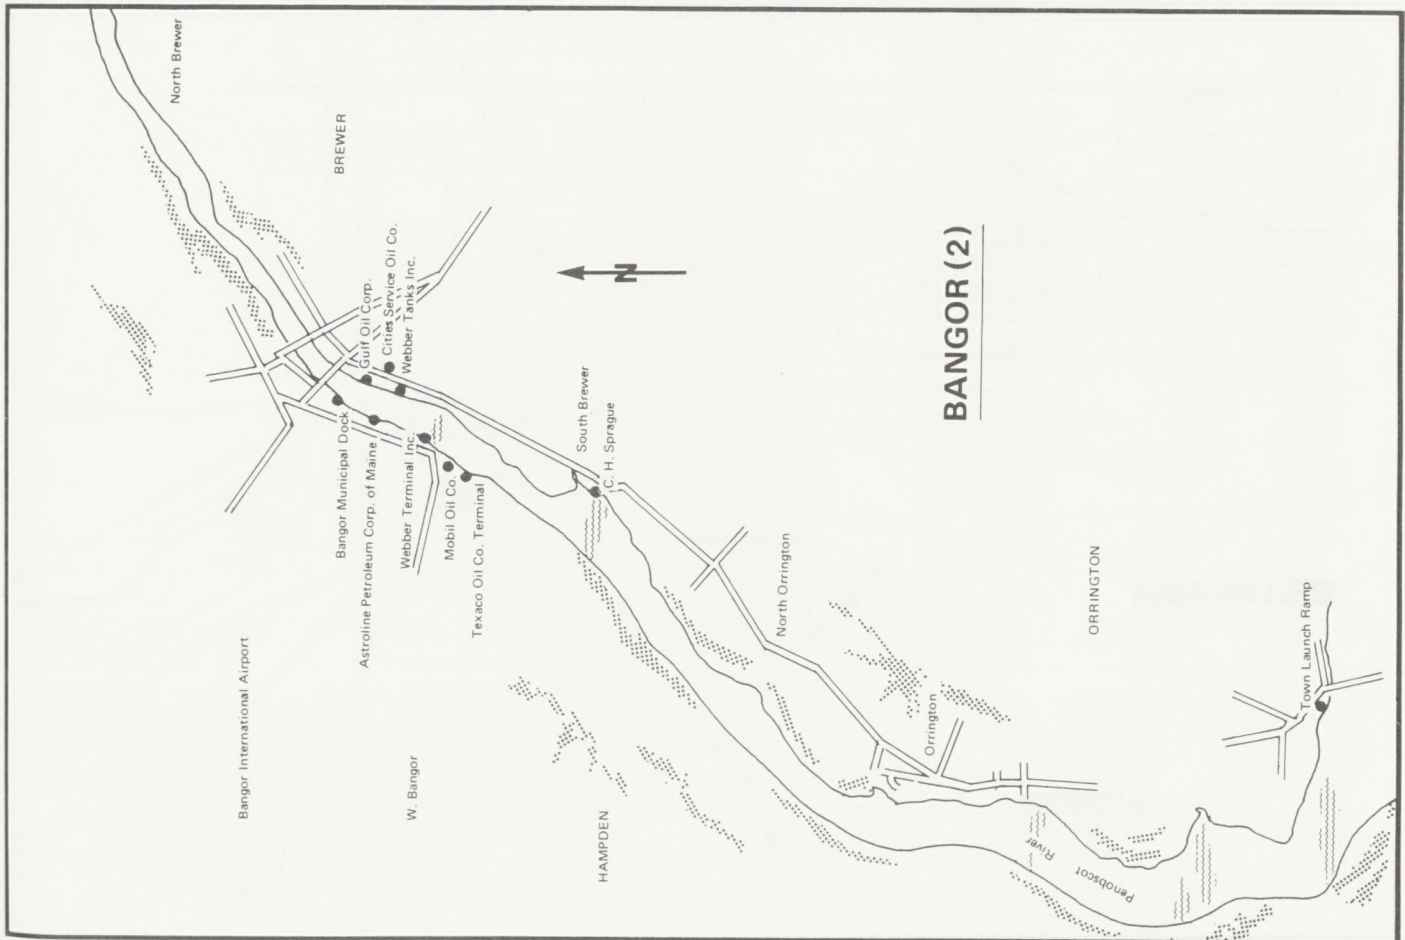 North Brewer
BREWER
Gulf Oil Corp.
Cities Service Oil Co.
Webber Tanks Inc.
Bangor Municipal Dock
Astroline Petroleum Corp. of Maine
Webber Terminal Inc.
Mobil Oil Co.
Texaco Oil Co. Terminal
South Brewer
C. H. Sprague
N
BANGOR (2)
Bangor International Airport
W. Bangor
HAMPDEN
North Orrington
ORRINGTON
Orrington
Town Launch Ramp
Penobscot River